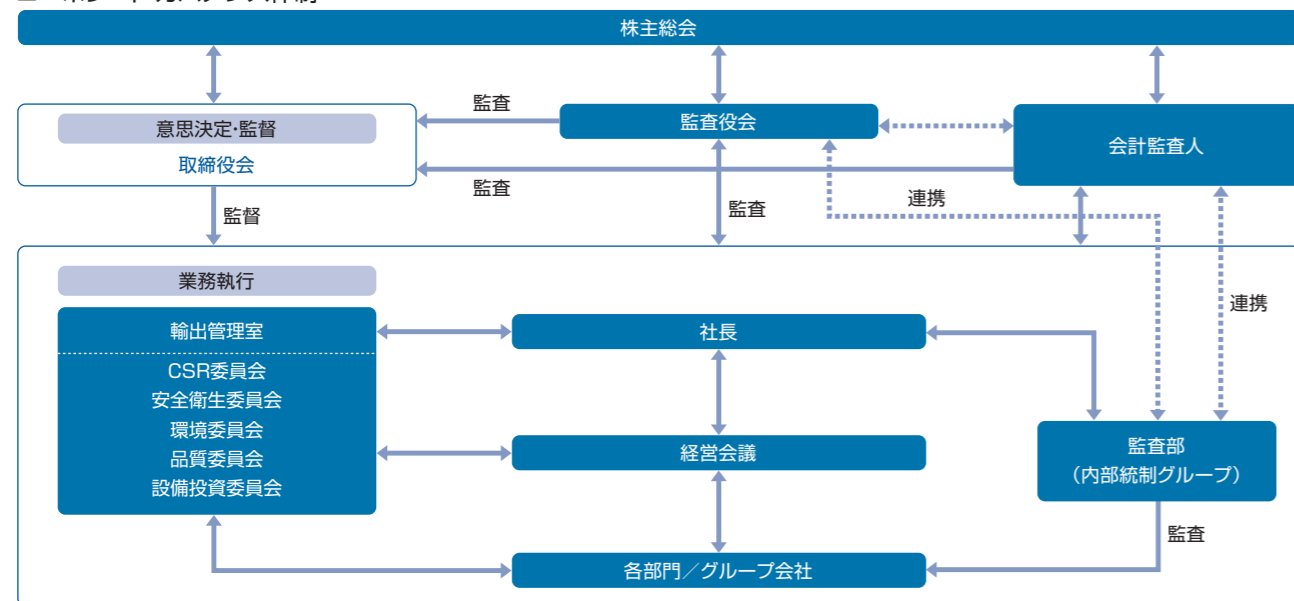 株主総会
監査
監査役会
意思決定・監督
取締役会
会計監査人
監査
監督
監査
連携
業務執行
連携
輸出管理室
社長
CSR委員会
安全衛生委員会
環境委員会
品質委員会
設備投資委員会
経営会議
監査部
（内部統制グループ）
監査
各部門／グループ会社